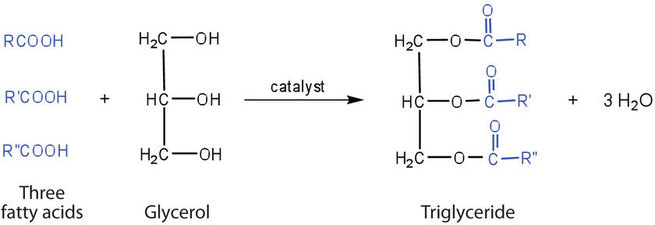 RCOOH
R'COOH
R"COOH
+
H₂C—OH
HC—OH
H₂C—OH
catalyst
O
H₂C—O—C—R
O
HC—O—C—R'
O
H₂C—O—C—R"
+
3 H₂O
Three
fatty acids
Glycerol
Triglyceride